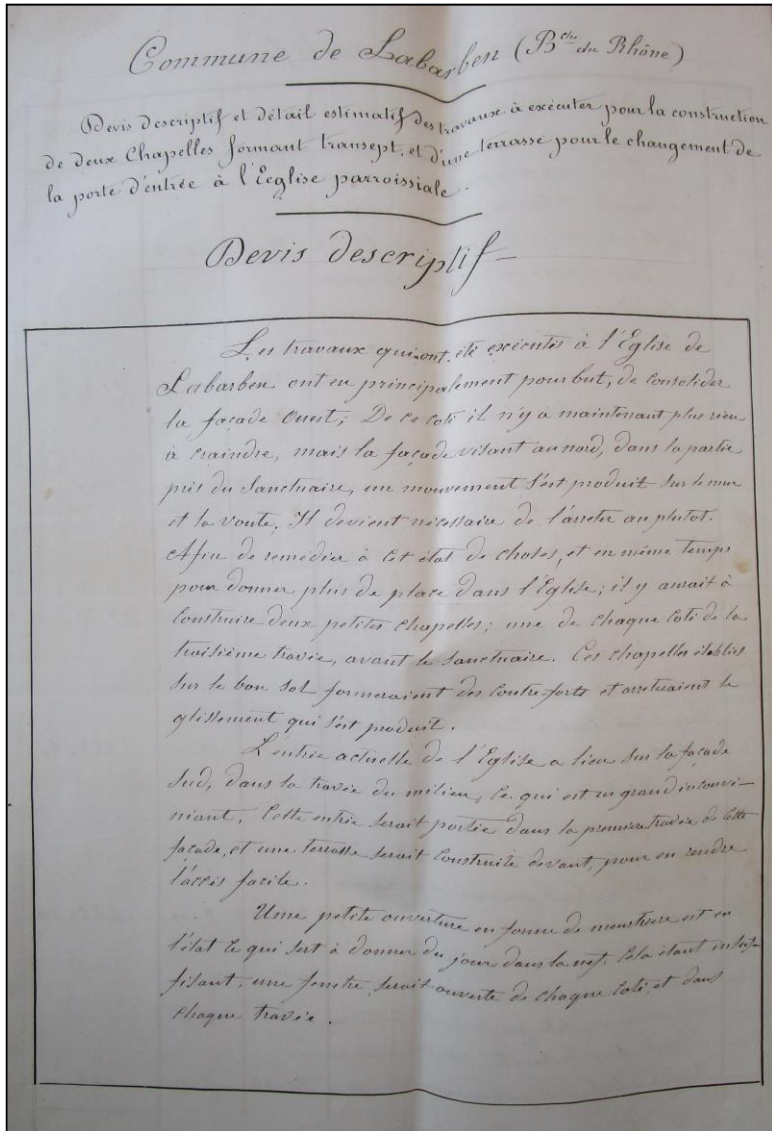 Commune de Labarben (Bches du Rhône)
Devis descriptif et détail estimatif des travaux à exécuter pour la construction
de deux Chapelles formant transept, et d'une terrasse pour le changement de
la porte d'entrée à l'Eglise parroissiale.
Devis descriptif
Les travaux qui ont été exécutés à l'Eglise de
Labarben ont eu principalement pour but, de consolider
la façade Ouest; De ce coté il n'y a maintenant plus rien
à craindre, mais la façade visant au nord, dans la partie
près du Sanctuaire, un mouvement s'est produit sur le mur
et la voute; Il devient nécessaire de l'arreter au plutot.
Afin de remédier à cet état de choses, et en même temps
pour donner plus de place dans l'Eglise; il y aurait à
construire deux petites chapelles; une de chaque coté de la
troisième travée, avant le sanctuaire. Ces chapelles établies
sur le bon sol formeraient des contre-forts et arreteraient le
glissement qui s'est produit.
L'entrée actuelle de l'Eglise a lieu sur la façade
Sud, dans la travée du milieu, ce qui est un grand inconvé-
niant. Cette entrée serait portée dans la première travée de cette
façade, et une terrasse serait construite devant, pour en rendre
l'accès facile.
Une petite ouverture en forme de meurtrière est en
l'état ce qui sert à donner du jour dans la nef. Cela étant insuf-
fisant, une fenetre serait ouverte de chaque coté, et dans
chaque travée.